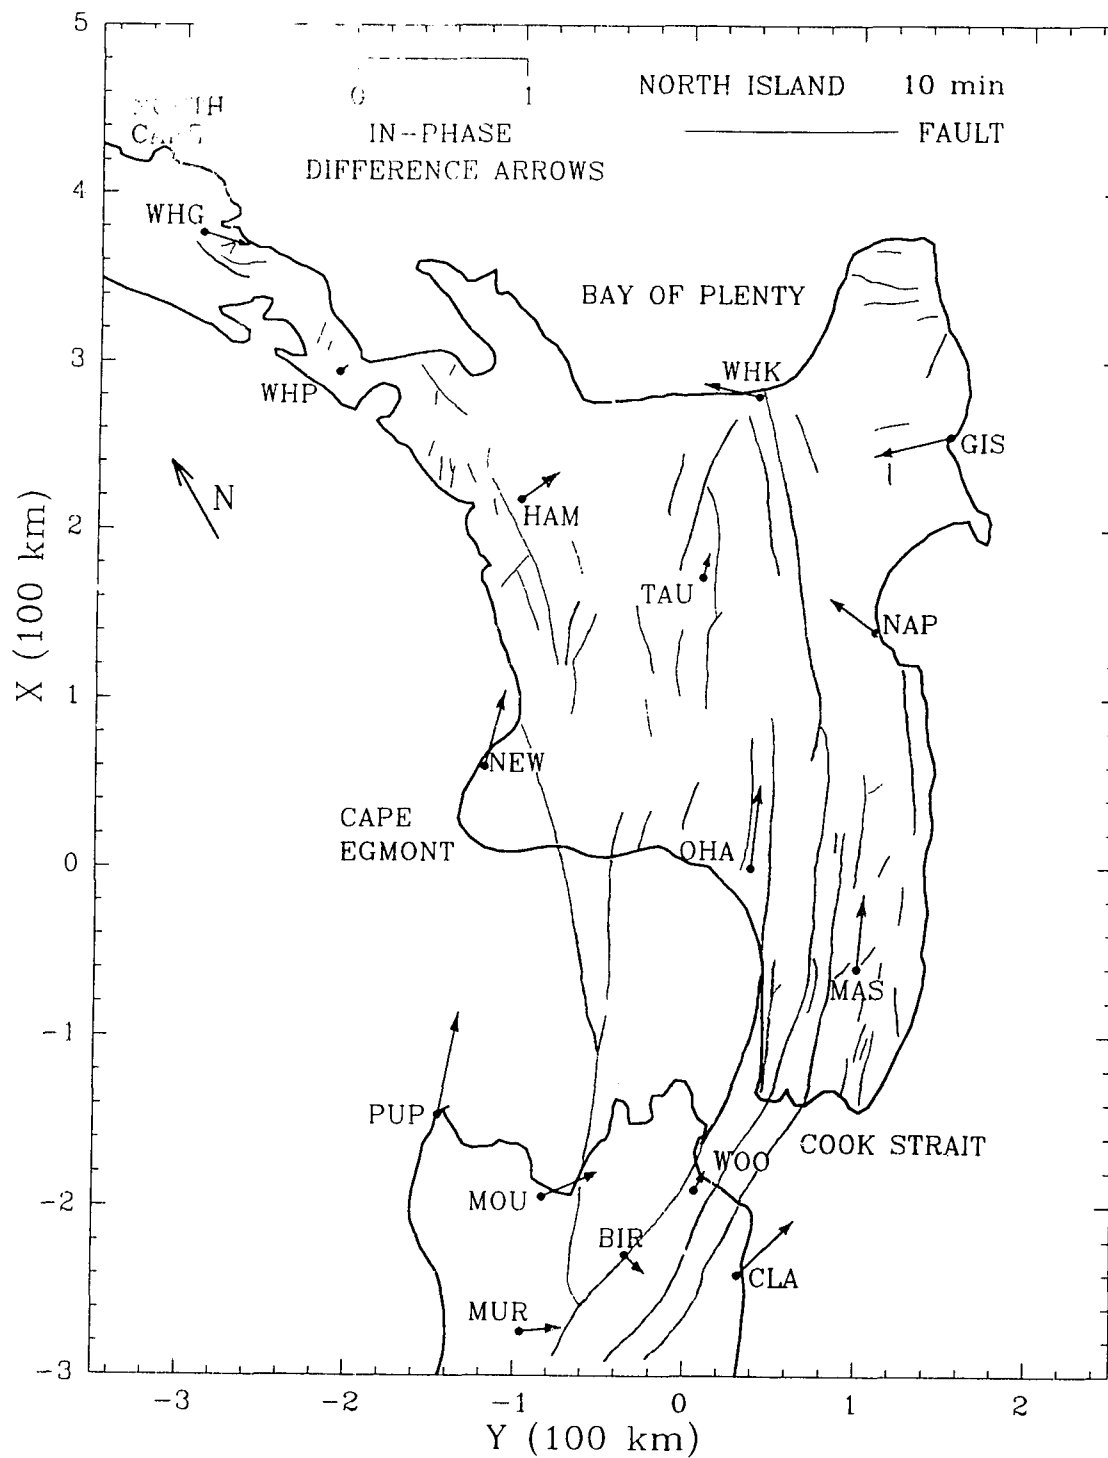 5
0 1
NORTH ISLAND 10 min
IN-PHASE
FAULT
DIFFERENCE ARROWS
4
WHG
BAY OF PLENTY
3
WHK
WHP
GIS
N
HAM
2
TAU
NAP
X (100 km)
1
NEW
CAPE
EGMONT
OHA
0
MAS
-1
PUP
COOK STRAIT
WOO
MOU
-2
BIR
CLA
MUR
-3
-3 -2 -1 0 1 2
Y (100 km)